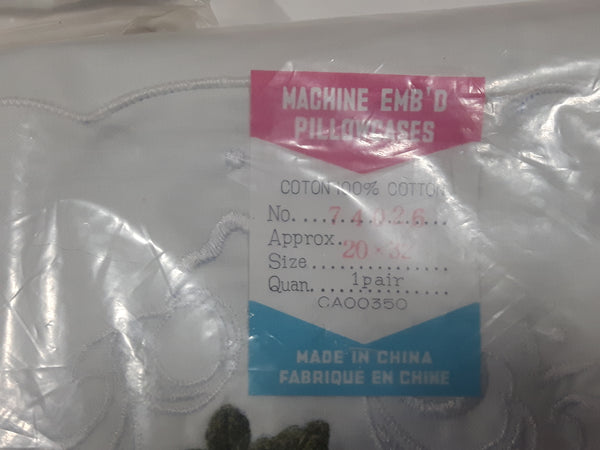 MACHINE EMB'D
PILLOWCASES
COTON 100% COTTON
No....74026...
Approx. 20 × 32
Size
Quan. 1pair
CA00350
MADE IN CHINA
FABRIQUE EN CHINE